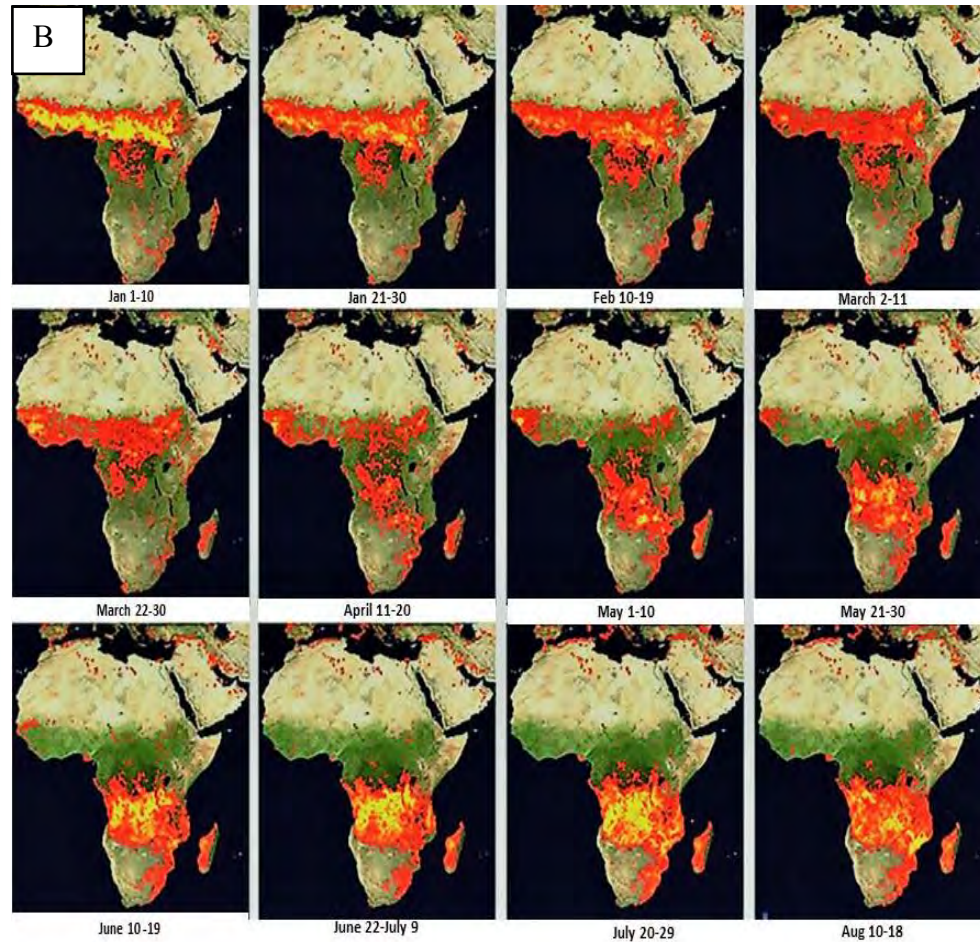 B
Jan 1-10
Jan 21-30
Feb 10-19
March 2-11
March 22-30
April 11-20
May 1-10
May 21-30
June 10-19
June 22-July 9
July 20-29
Aug 10-18